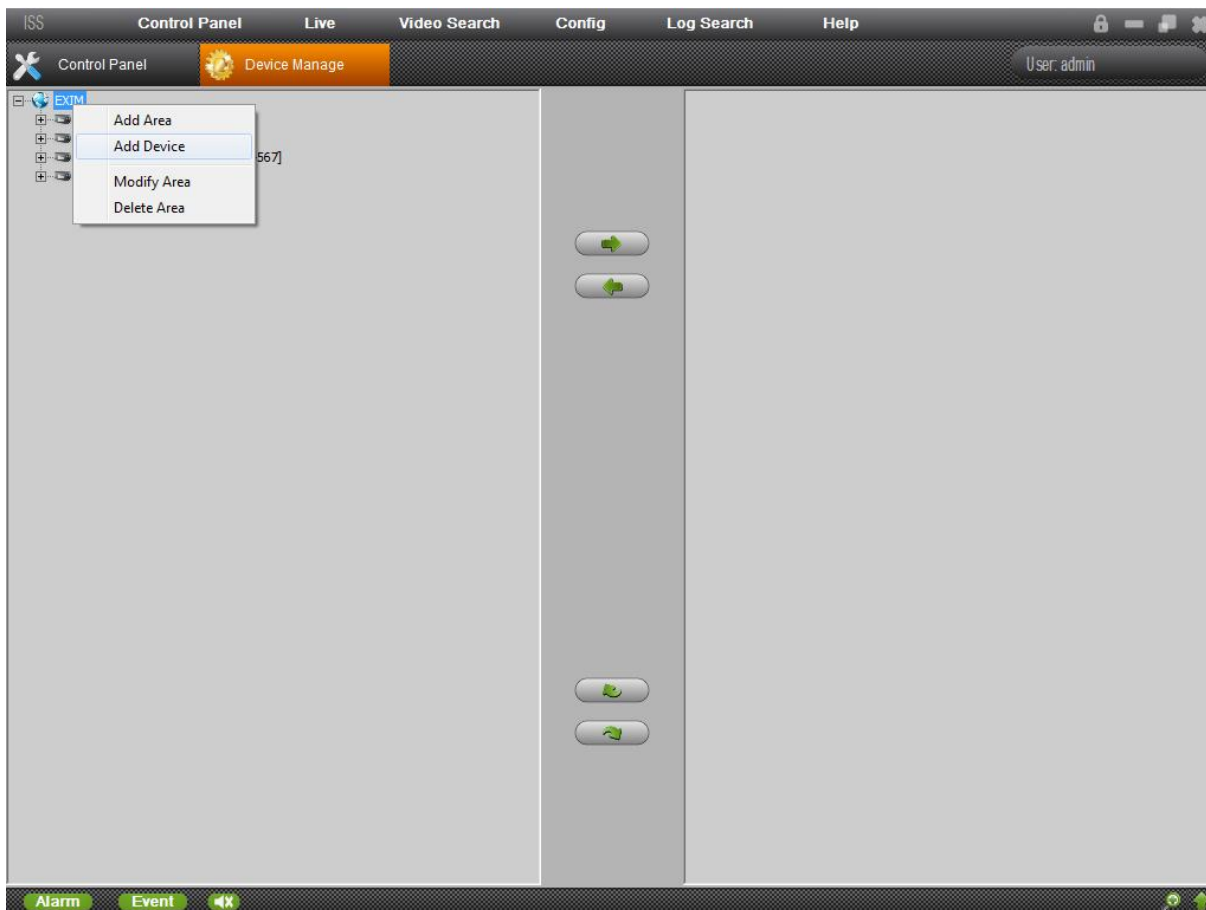 ISS Control Panel Live Video Search Config Log Search Help
Control Panel Device Manage User: admin
EXIM
Add Area
Add Device
567]
Modify Area
Delete Area
Alarm Event